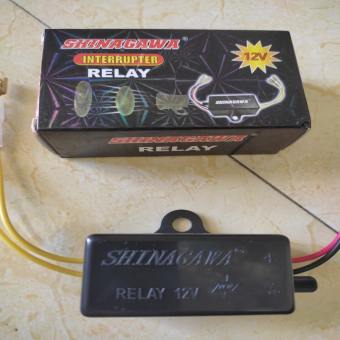 SHINAGAWA
INTERRUPTER
RELAY
12V
SHINAGAWA
RELAY
SHINAGAWA
RELAY 12V